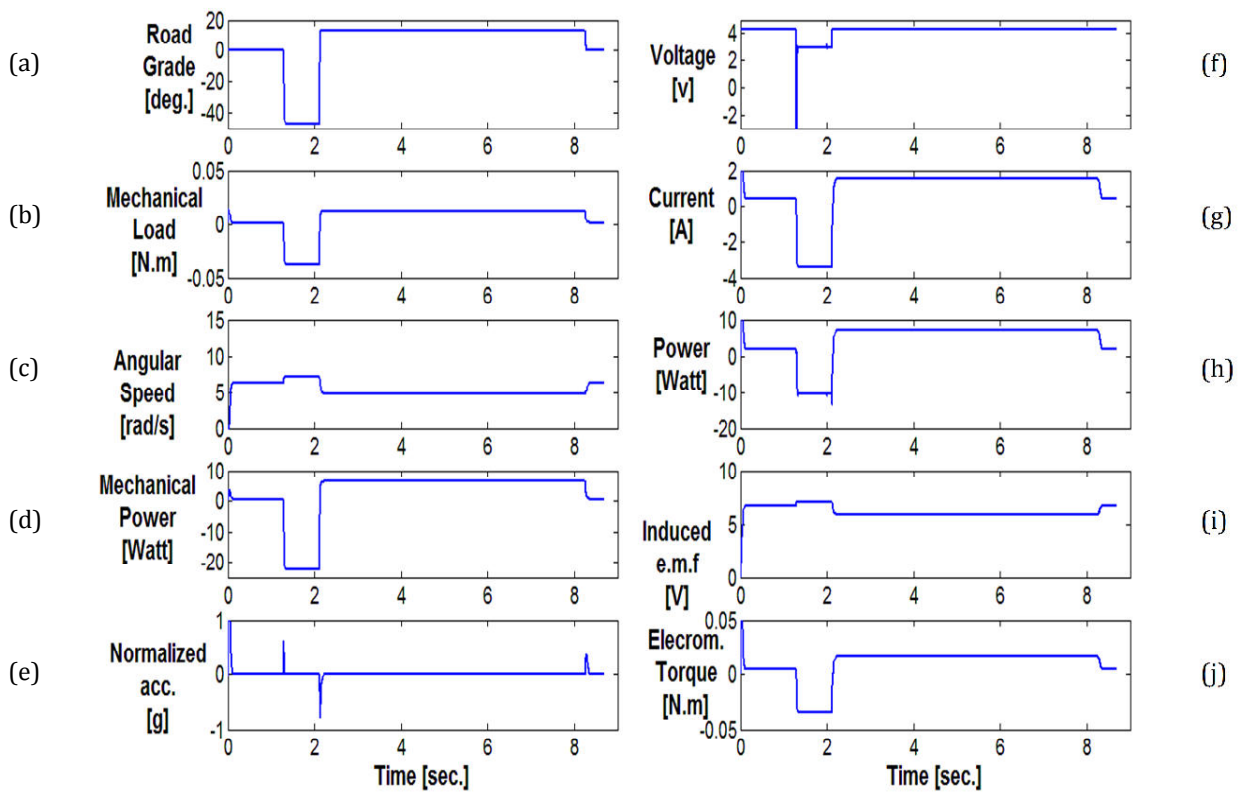 (a)
Road
Grade
[deg.]
20
0
-20
-40
0 2 4 6 8
(b)
Mechanical
Load
[N.m]
0.05
0
-0.05
0 2 4 6 8
(c)
Angular
Speed
[rad/s]
15
10
5
0
0 2 4 6 8
(d)
Mechanical
Power
[Watt]
10
0
-10
-20
0 2 4 6 8
(e)
Normalized
acc.
[g]
1
0
-1
0 2 4 6 8
Time [sec.]
Voltage
[v]
4
2
0
-2
0 2 4 6 8
(f)
Current
[A]
2
0
-2
-4
0 2 4 6 8
(g)
Power
[Watt]
10
0
-10
-20
0 2 4 6 8
(h)
Induced
e.m.f
[V]
10
5
0
0 2 4 6 8
(i)
Elecrom.
Torque
[N.m]
0.05
0
-0.05
0 2 4 6 8
(j)
Time [sec.]